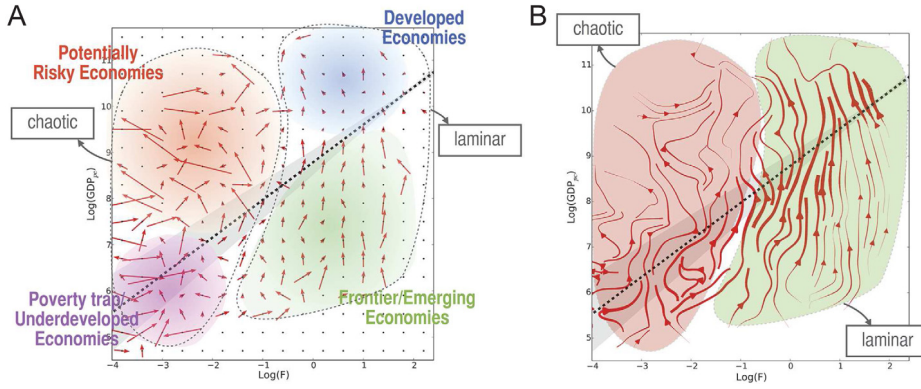 A
Developed
Economies
Potentially
Risky Economies
chaotic
laminar
Poverty trap/
Underdeveloped
Economies
Frontier/Emerging
Economies
Log(GDPpc)
11
10
9
8
7
6
5
−4
−3
−2
−1
0
1
2
Log(F)
B
chaotic
laminar
Log(GDPpc)
11
10
9
8
7
6
5
−4
−3
−2
−1
0
1
2
Log(F)